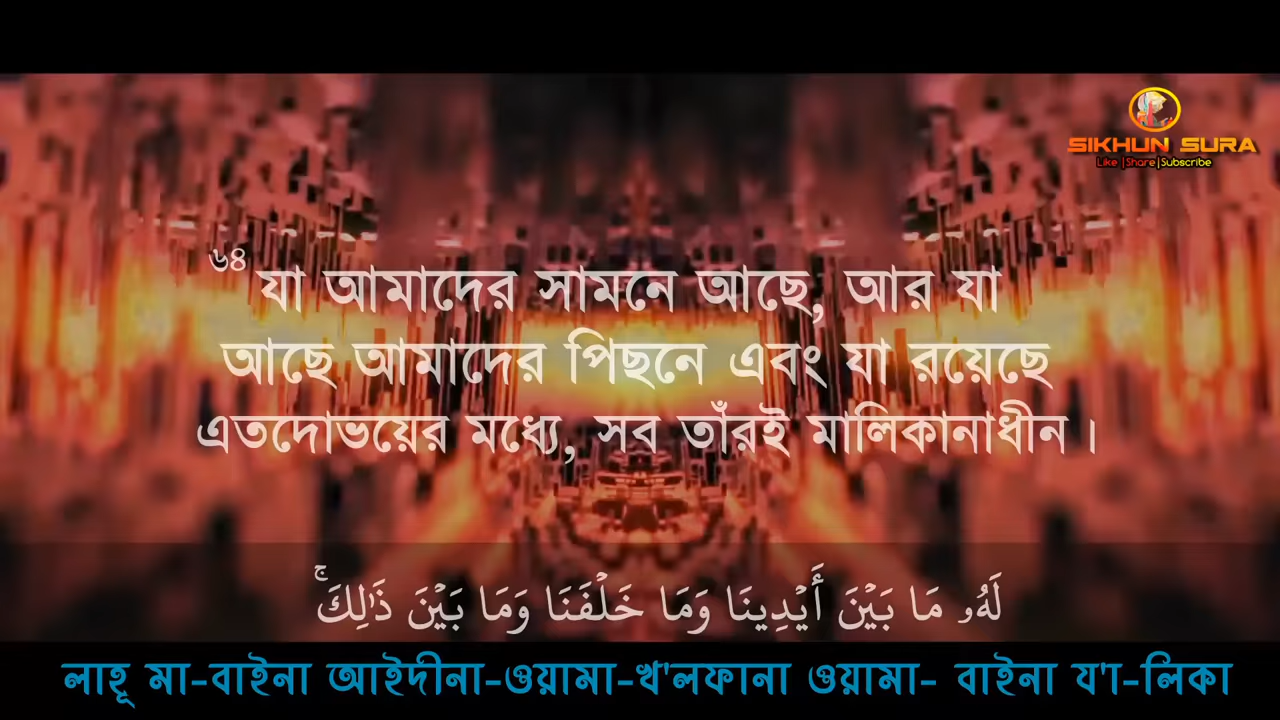 SIKHUN SURA
Like |Share|Subscribe
৬৪ যা আমাদের সামনে আছে, আর যা
আছে আমাদের পিছনে এবং যা রয়েছে
এতদোভয়ের মধ্যে, সব তাঁরই মালিকানাধীন।
لَهُۥ مَا بَيْنَ أَيْدِينَا وَمَا خَلْفَنَا وَمَا بَيْنَ ذَٰلِكَۚ
লাহূ মা-বাইনা আইদীনা-ওয়ামা-খ'লফানা ওয়ামা- বাইনা য'া-লিকা